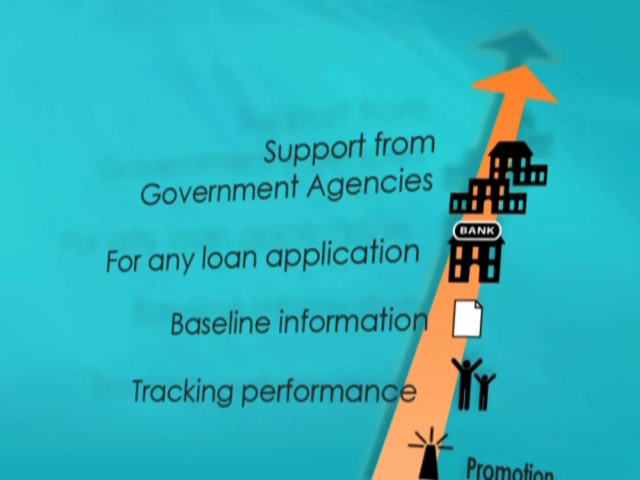 Support from
Government Agencies
BANK
For any loan application
Baseline information
Tracking performance
Promotion